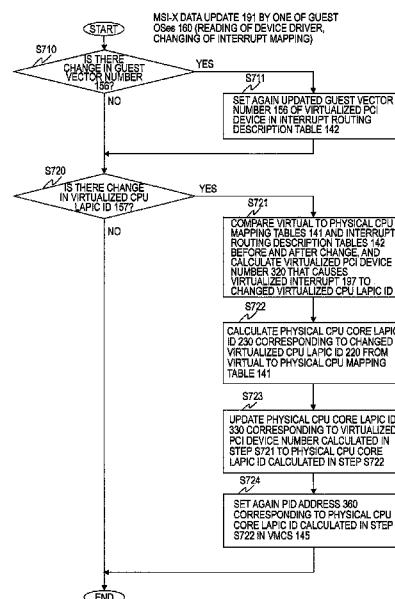 MSI-X DATA UPDATE 191 BY ONE OF GUEST
OSes 160 (READING OF DEVICE DRIVER,
CHANGING OF INTERRUPT MAPPING)
START
S710
IS THERE
CHANGE IN GUEST
VECTOR NUMBER
156?
YES
NO
S711
SET AGAIN UPDATED GUEST VECTOR
NUMBER 156 OF VIRTUALIZED PCI
DEVICE IN INTERRUPT ROUTING
DESCRIPTION TABLE 142
S720
IS THERE CHANGE
IN VIRTUALIZED CPU
LAPIC ID 157?
YES
NO
S721
COMPARE VIRTUAL TO PHYSICAL CPU
MAPPING TABLES 141 AND INTERRUPT
ROUTING DESCRIPTION TABLES 142
BEFORE AND AFTER CHANGE, AND
CALCULATE VIRTUALIZED PCI DEVICE
NUMBER 320 THAT CAUSES
VIRTUALIZED INTERRUPT 197 TO
CHANGED VIRTUALIZED CPU LAPIC ID
S722
CALCULATE PHYSICAL CPU CORE LAPIC
ID 230 CORRESPONDING TO CHANGED
VIRTUALIZED CPU LAPIC ID 220 FROM
VIRTUAL TO PHYSICAL CPU MAPPING
TABLE 141
S723
UPDATE PHYSICAL CPU CORE LAPIC ID
330 CORRESPONDING TO VIRTUALIZED
PCI DEVICE NUMBER CALCULATED IN
STEP S721 TO PHYSICAL CPU CORE
LAPIC ID CALCULATED IN STEP S722
S724
SET AGAIN PID ADDRESS 360
CORRESPONDING TO PHYSICAL CPU
CORE LAPIC ID CALCULATED IN STEP
S722 IN VMCS 145
END